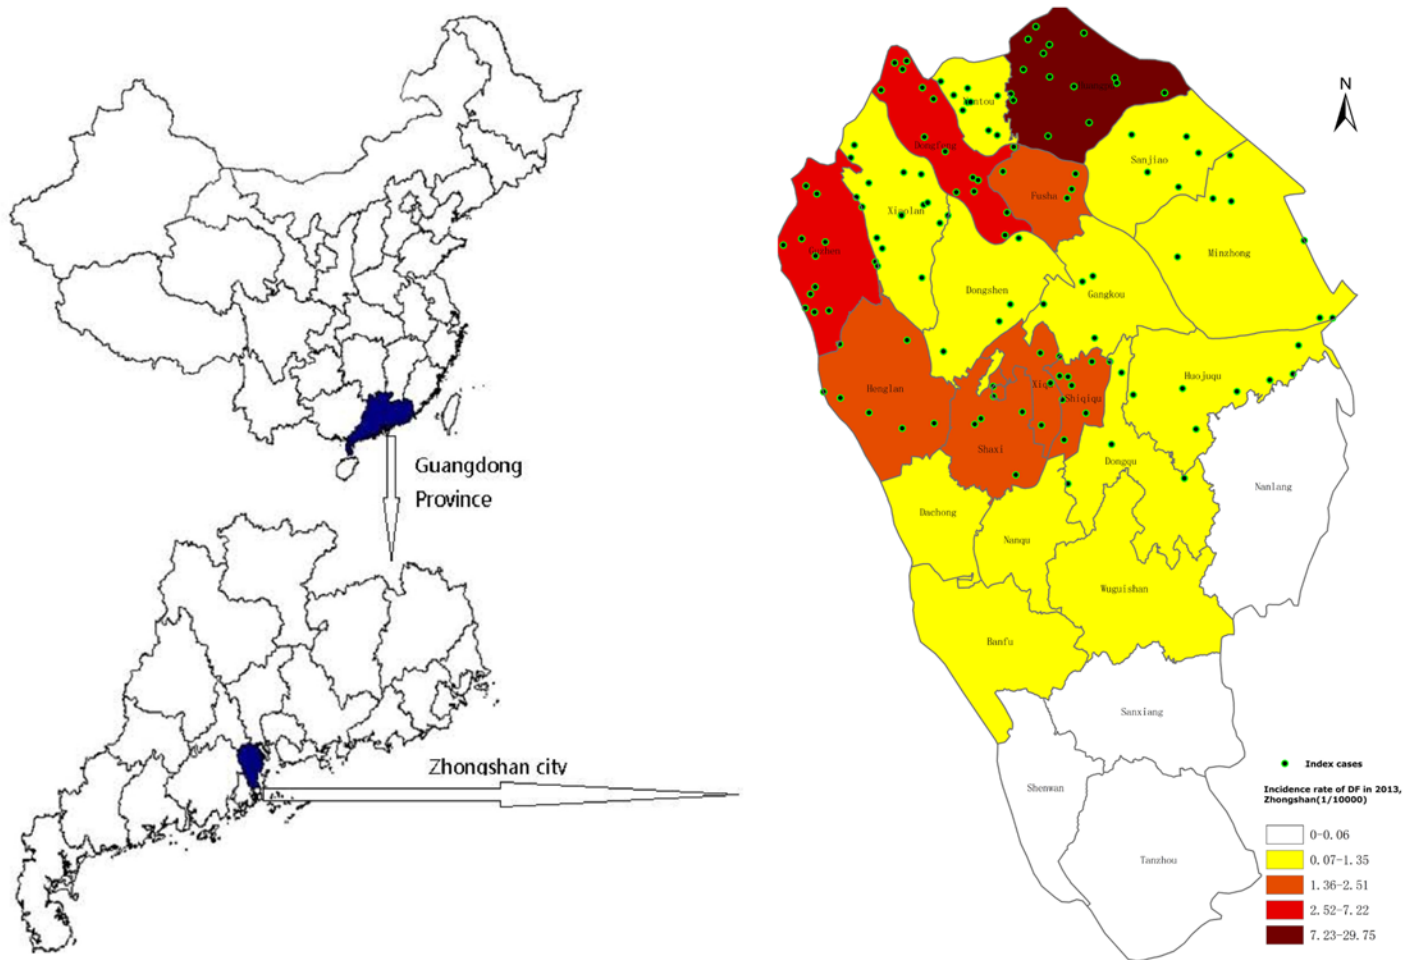 N
Nantou
Sanjiao
Dongfeng
Fusha
Xiaolan
Guzhen
Minzhong
Dongshen
Gangkou
Huojuqu
Henglan
Shiqiqu
Shaxi
Dongqu
Nanlang
Dachong
Nanqu
Wuguishan
Banfu
Sanxiang
Shenwan
Tanzhou
Guangdong
Province
Zhongshan city
Index cases
Incidence rate of DF in 2013,
Zhongshan(1/10000)
0-0.06
0.07-1.35
1.36-2.51
2.52-7.22
7.23-29.75